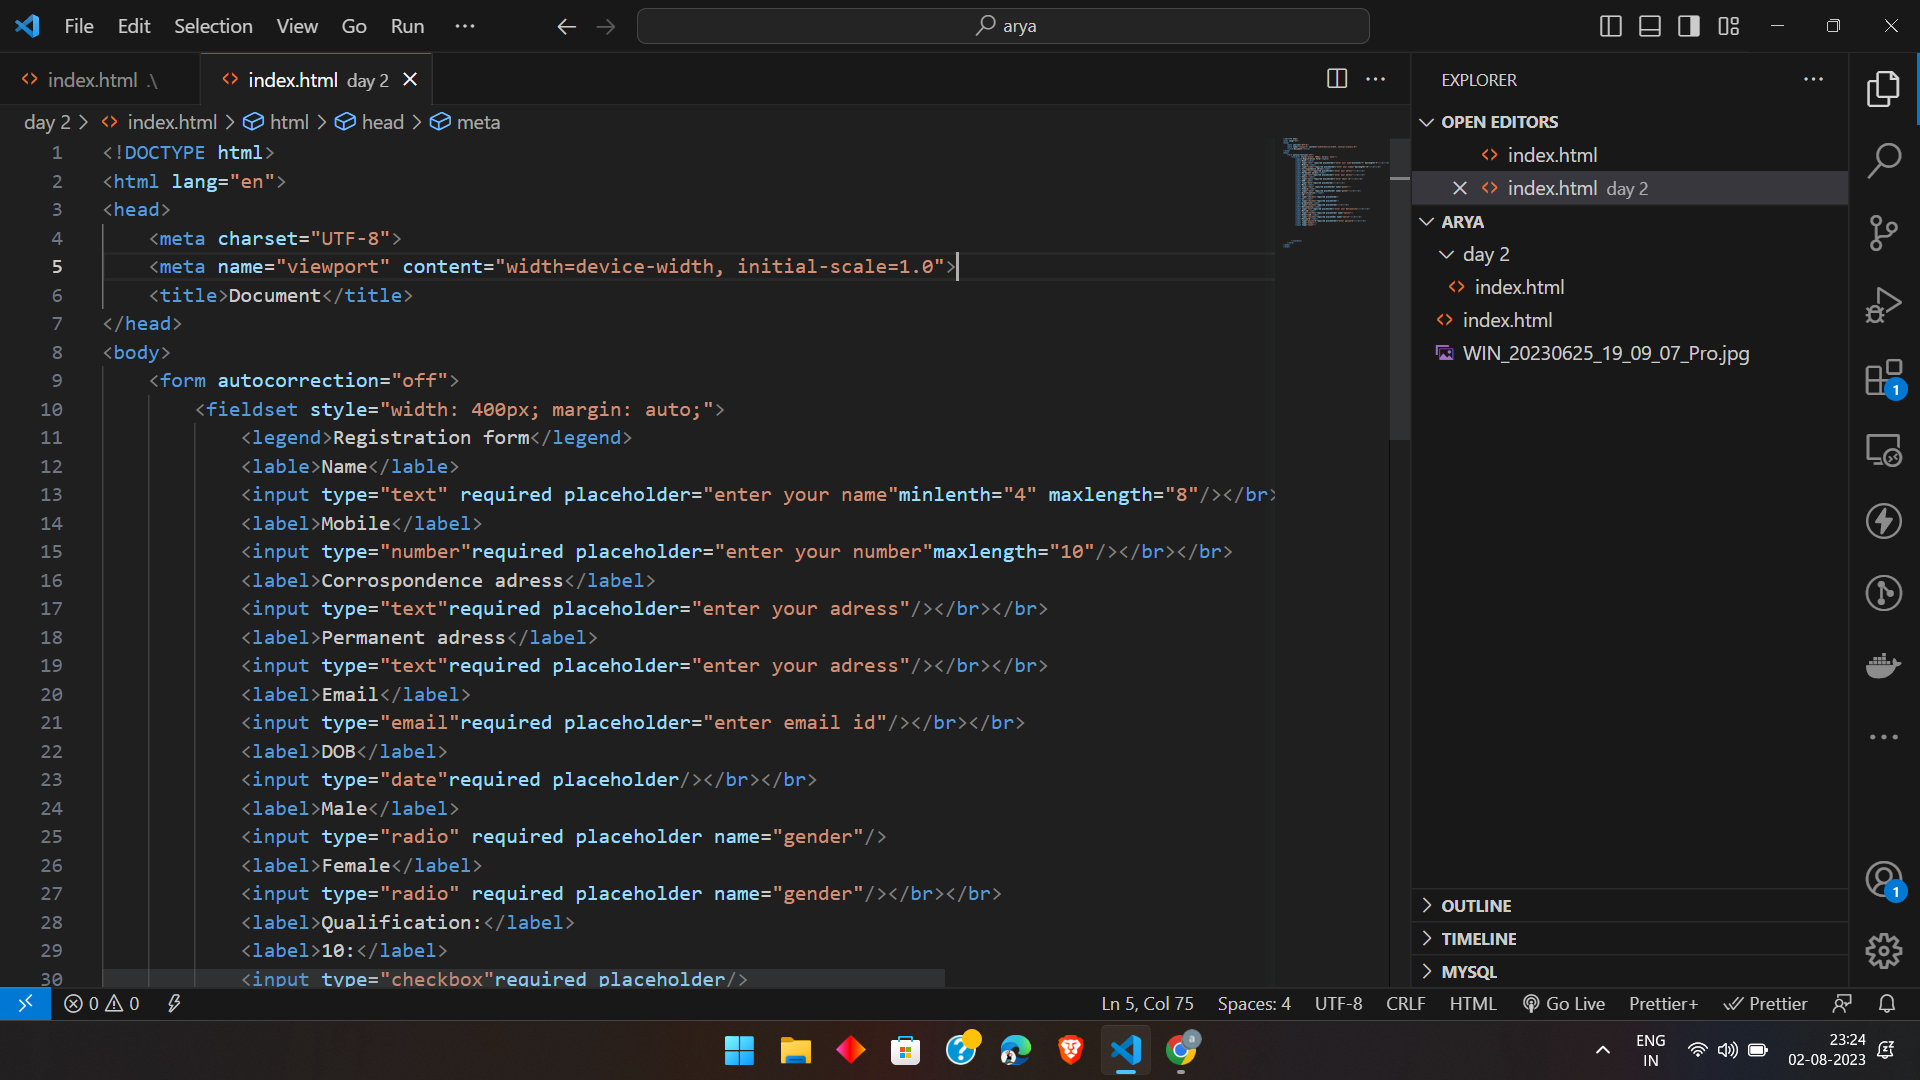 File Edit Selection View Go Run ··· arya
index.html .\ index.html day 2
day 2 > index.html > html > head > meta
1 <!DOCTYPE html>
2 <html lang="en">
3 <head>
4 <meta charset="UTF-8">
5 <meta name="viewport" content="width=device-width, initial-scale=1.0">
6 <title>Document</title>
7 </head>
8 <body>
9 <form autocorrection="off">
10 <fieldset style="width: 400px; margin: auto;">
11 <legend>Registration form</legend>
12 <lable>Name</lable>
13 <input type="text" required placeholder="enter your name"minlenth="4" maxlength="8"/></br>
14 <label>Mobile</label>
15 <input type="number"required placeholder="enter your number"maxlength="10"/></br></br>
16 <label>Corrospondence adress</label>
17 <input type="text"required placeholder="enter your adress"/></br></br>
18 <label>Permanent adress</label>
19 <input type="text"required placeholder="enter your adress"/></br></br>
20 <label>Email</label>
21 <input type="email"required placeholder="enter email id"/></br></br>
22 <label>DOB</label>
23 <input type="date"required placeholder/></br></br>
24 <label>Male</label>
25 <input type="radio" required placeholder name="gender"/>
26 <label>Female</label>
27 <input type="radio" required placeholder name="gender"/></br></br>
28 <label>Qualification:</label>
29 <label>10:</label>
30 <input type="checkbox"required placeholder/>
EXPLORER
OPEN EDITORS
index.html
index.html day 2
ARYA
day 2
index.html
index.html
WIN_20230625_19_09_07_Pro.jpg
OUTLINE
TIMELINE
MYSQL
1
1
0 0 Ln 5, Col 75 Spaces: 4 UTF-8 CRLF HTML Go Live Prettier+ Prettier
ENG
IN
23:24
02-08-2023